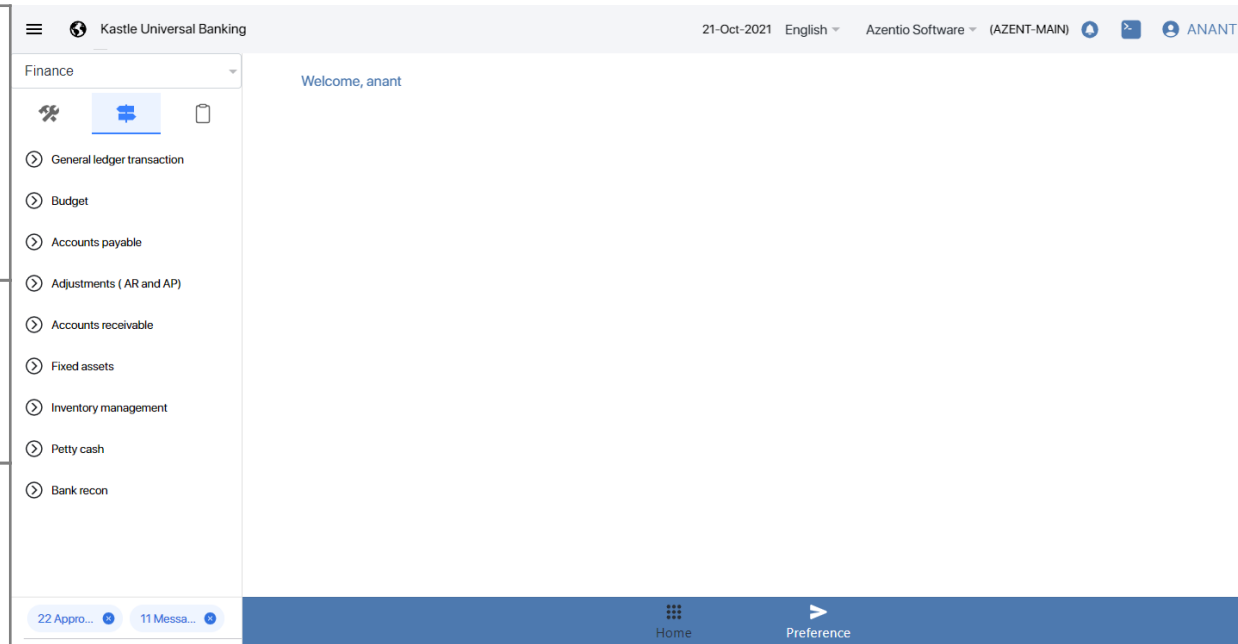 Kastle Universal Banking
21-Oct-2021 English Azentio Software (AZENT-MAIN) ANANT
Finance
Welcome, anant
General ledger transaction
Budget
Accounts payable
Adjustments ( AR and AP)
Accounts receivable
Fixed assets
Inventory management
Petty cash
Bank recon
22 Appro... 11 Messa...
Home Preference